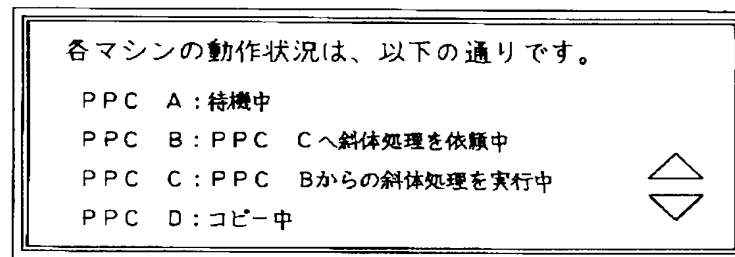 各マシンの動作状況は、以下の通りです。
PPC A：待機中
PPC B：PPC Cへ斜体処理を依頼中
PPC C：PPC Bからの斜体処理を実行中
PPC D：コピー中